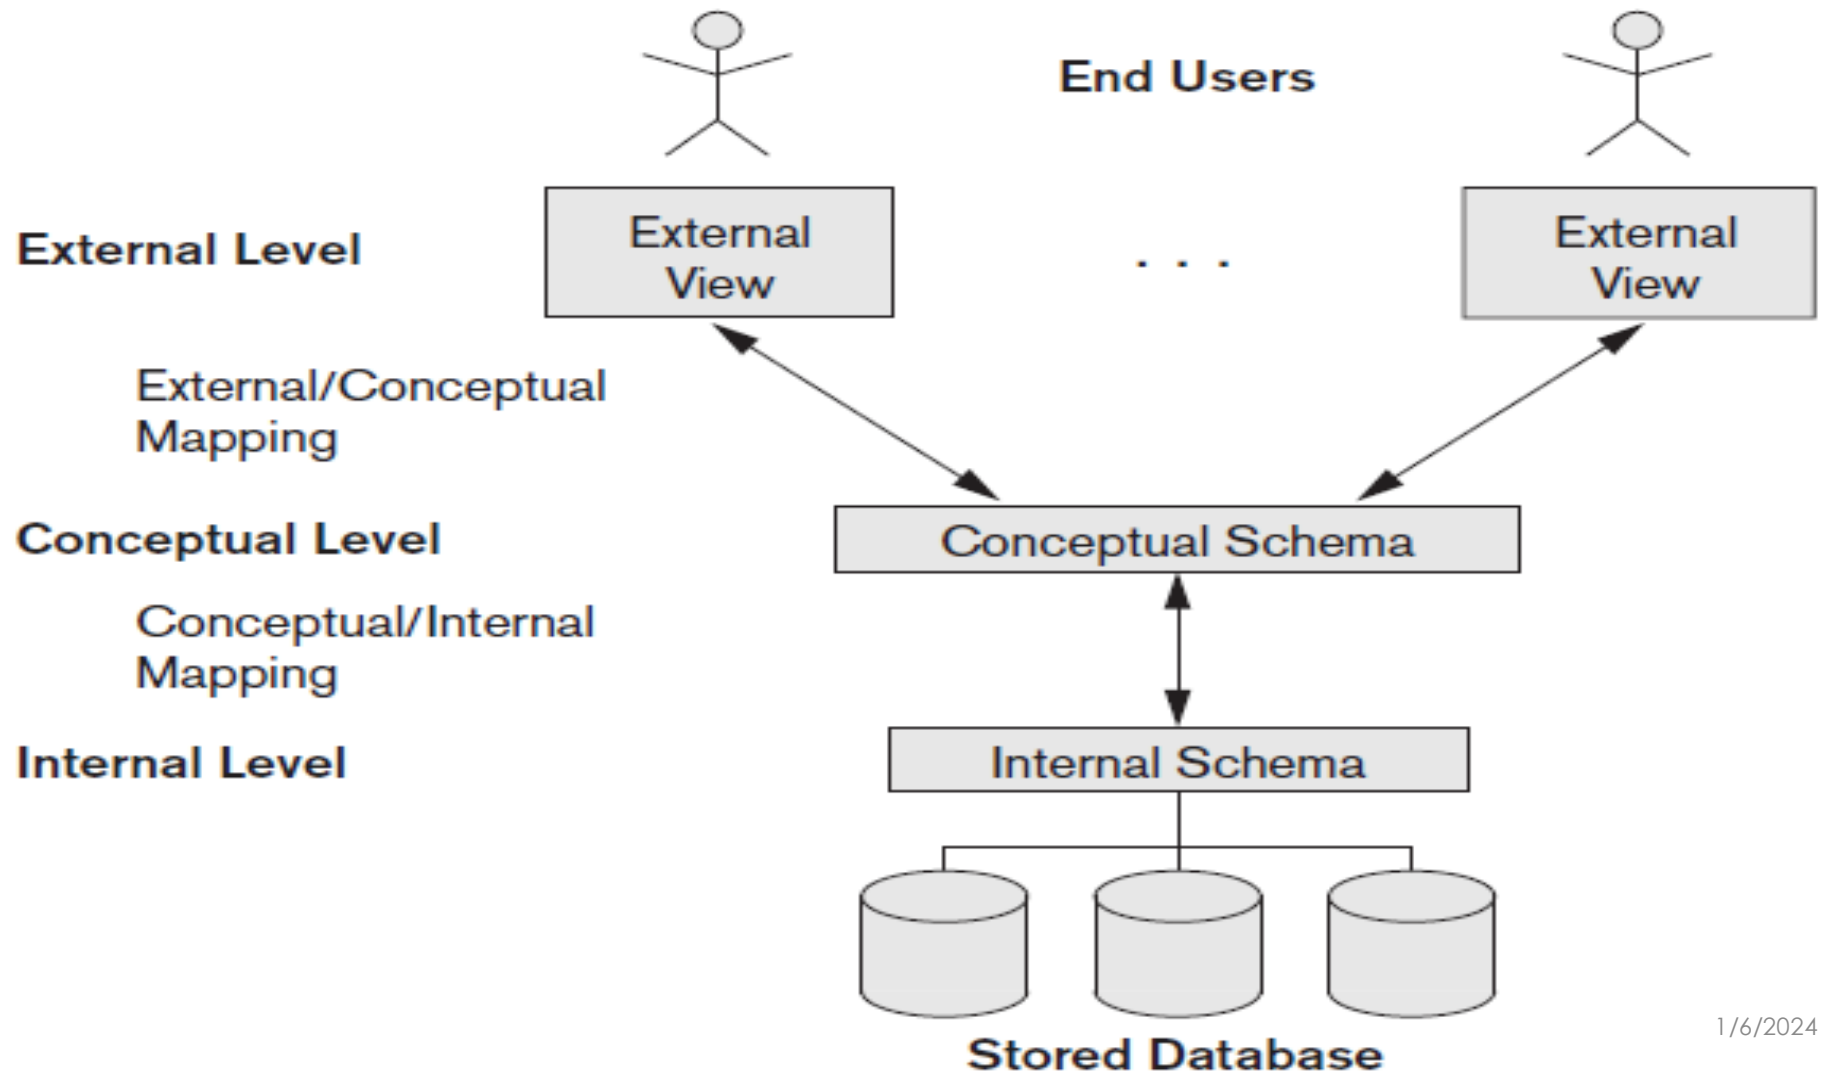 End Users
External Level
External
View
. . .
External
View
External/Conceptual
Mapping
Conceptual Level
Conceptual Schema
Conceptual/Internal
Mapping
Internal Level
Internal Schema
Stored Database
1/6/2024